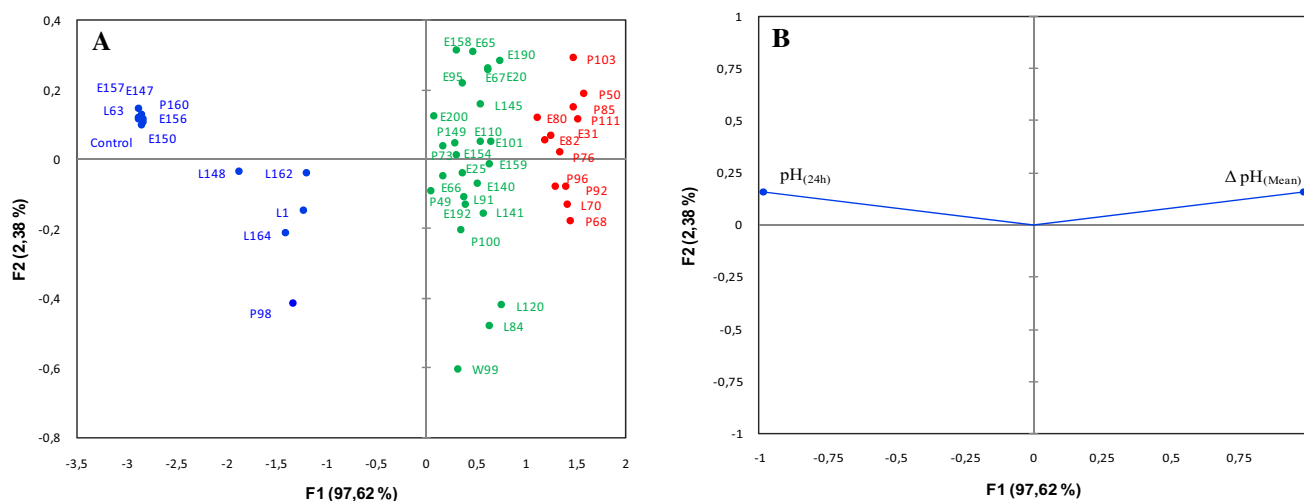 A
0,4
0,2
0
-0,2
-0,4
-0,6
-0,8
F2 (2,38 %)
-3,5 -3 -2,5 -2 -1,5 -1 -0,5 0 0,5 1 1,5 2
F1 (97,62 %)
E158 E65
E190
P103
E95 E67 E20
E157 E147
P50
L63 P160
L145
P85
E156
E200
E80 P111
Control E150
P149 E110
E31
E101
E82
P73 E154
P76
E159
L148 L162
E25
P96
E66 E140
P92
P49 L91
L70
L1
E192 L141
P68
L164
P100
P98
L120
L84
W99
B
1
0,75
0,5
0,25
0
-0,25
-0,5
-0,75
-1
F2 (2,38 %)
pH(24h)
Δ pH(Mean)
-1 -0,75 -0,5 -0,25 0 0,25 0,5 0,75
F1 (97,62 %)